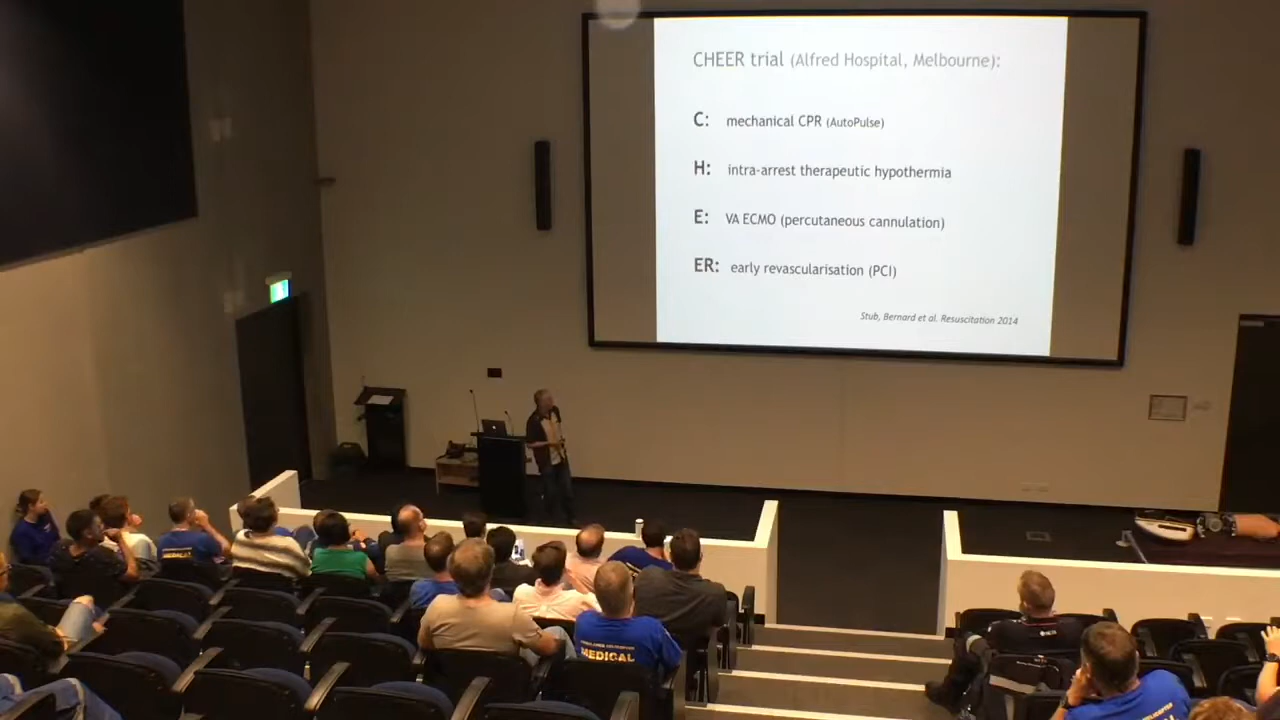 CHEER trial (Alfred Hospital, Melbourne):
C: mechanical CPR (AutoPulse)
H: intra-arrest therapeutic hypothermia
E: VA ECMO (percutaneous cannulation)
ER: early revascularisation (PCI)
Stub, Bernard et al. Resuscitation 2014
MEDICAL
MEDICAL